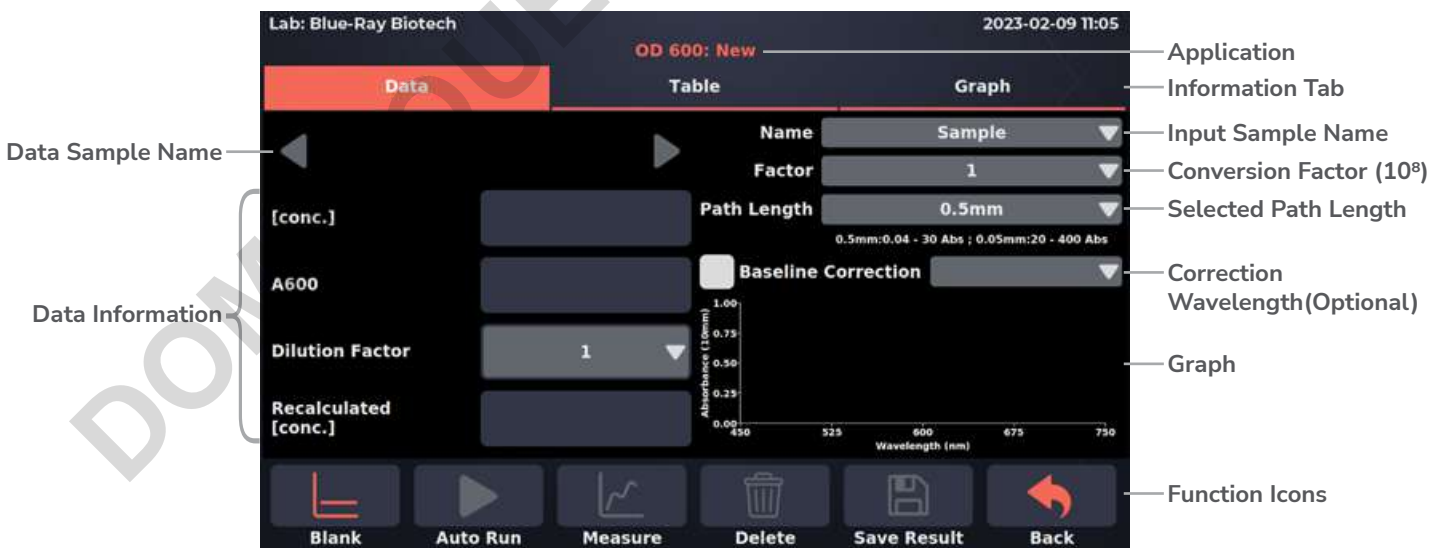 Lab: Blue-Ray Biotech
2023-02-09 11:05
OD 600: New
Application
Data
Table
Graph
Information Tab
Data Sample Name
Name
Sample
Input Sample Name
Factor
1
Conversion Factor (10⁸)
Path Length
0.5mm
Selected Path Length
0.5mm:0.04 - 30 Abs ; 0.05mm:20 - 400 Abs
Baseline Correction
Correction
Wavelength(Optional)
Data Information
[conc.]
A600
Dilution Factor
1
Recalculated
[conc.]
Absorbance (10mm)
1.00
0.75
0.50
0.25
0.00
450
525
600
675
750
Wavelength (nm)
Graph
Blank
Auto Run
Measure
Delete
Save Result
Back
Function Icons